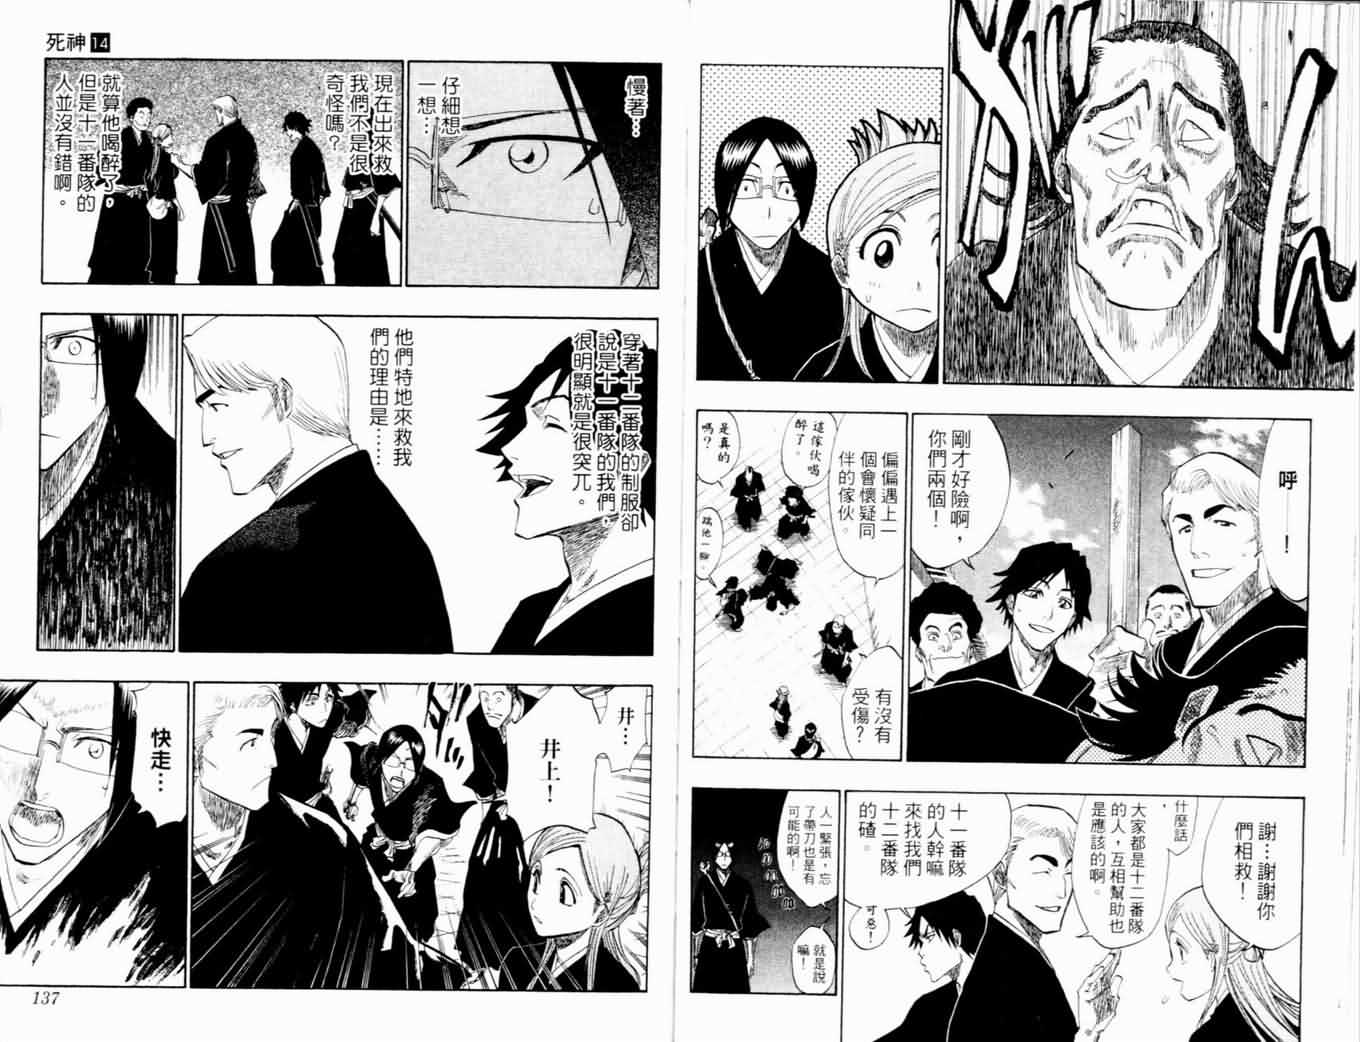 呼
！
剛才好險啊，
你們兩個！
偏偏遇上一
個會懷疑同
伴的傢伙。
這傢伙喝
醉了。
是真的
嗎？
踹他一腳。
有沒有
受傷？
謝…謝謝你
們相救！
什麼話
，
大家都是十二番隊
的人，互相幫助也
是應該的啊。
十一番隊
的人幹嘛
來找我們
十二番隊
的碴。
可惡！
人一緊張，忘
了帶刀也是有
可能的啊！
就是說
嘛！
死神14
慢著…
仔細想
一想…
現在出來救
我們不是很
奇怪嗎？
就算他喝醉了，
但是十一番隊的
人並沒有錯啊。
穿著十二番隊的制服卻
說是十一番隊的我們，
很明顯就是很突兀。
他們特地來救我
們的理由是……
井…
井上！
快走…
137